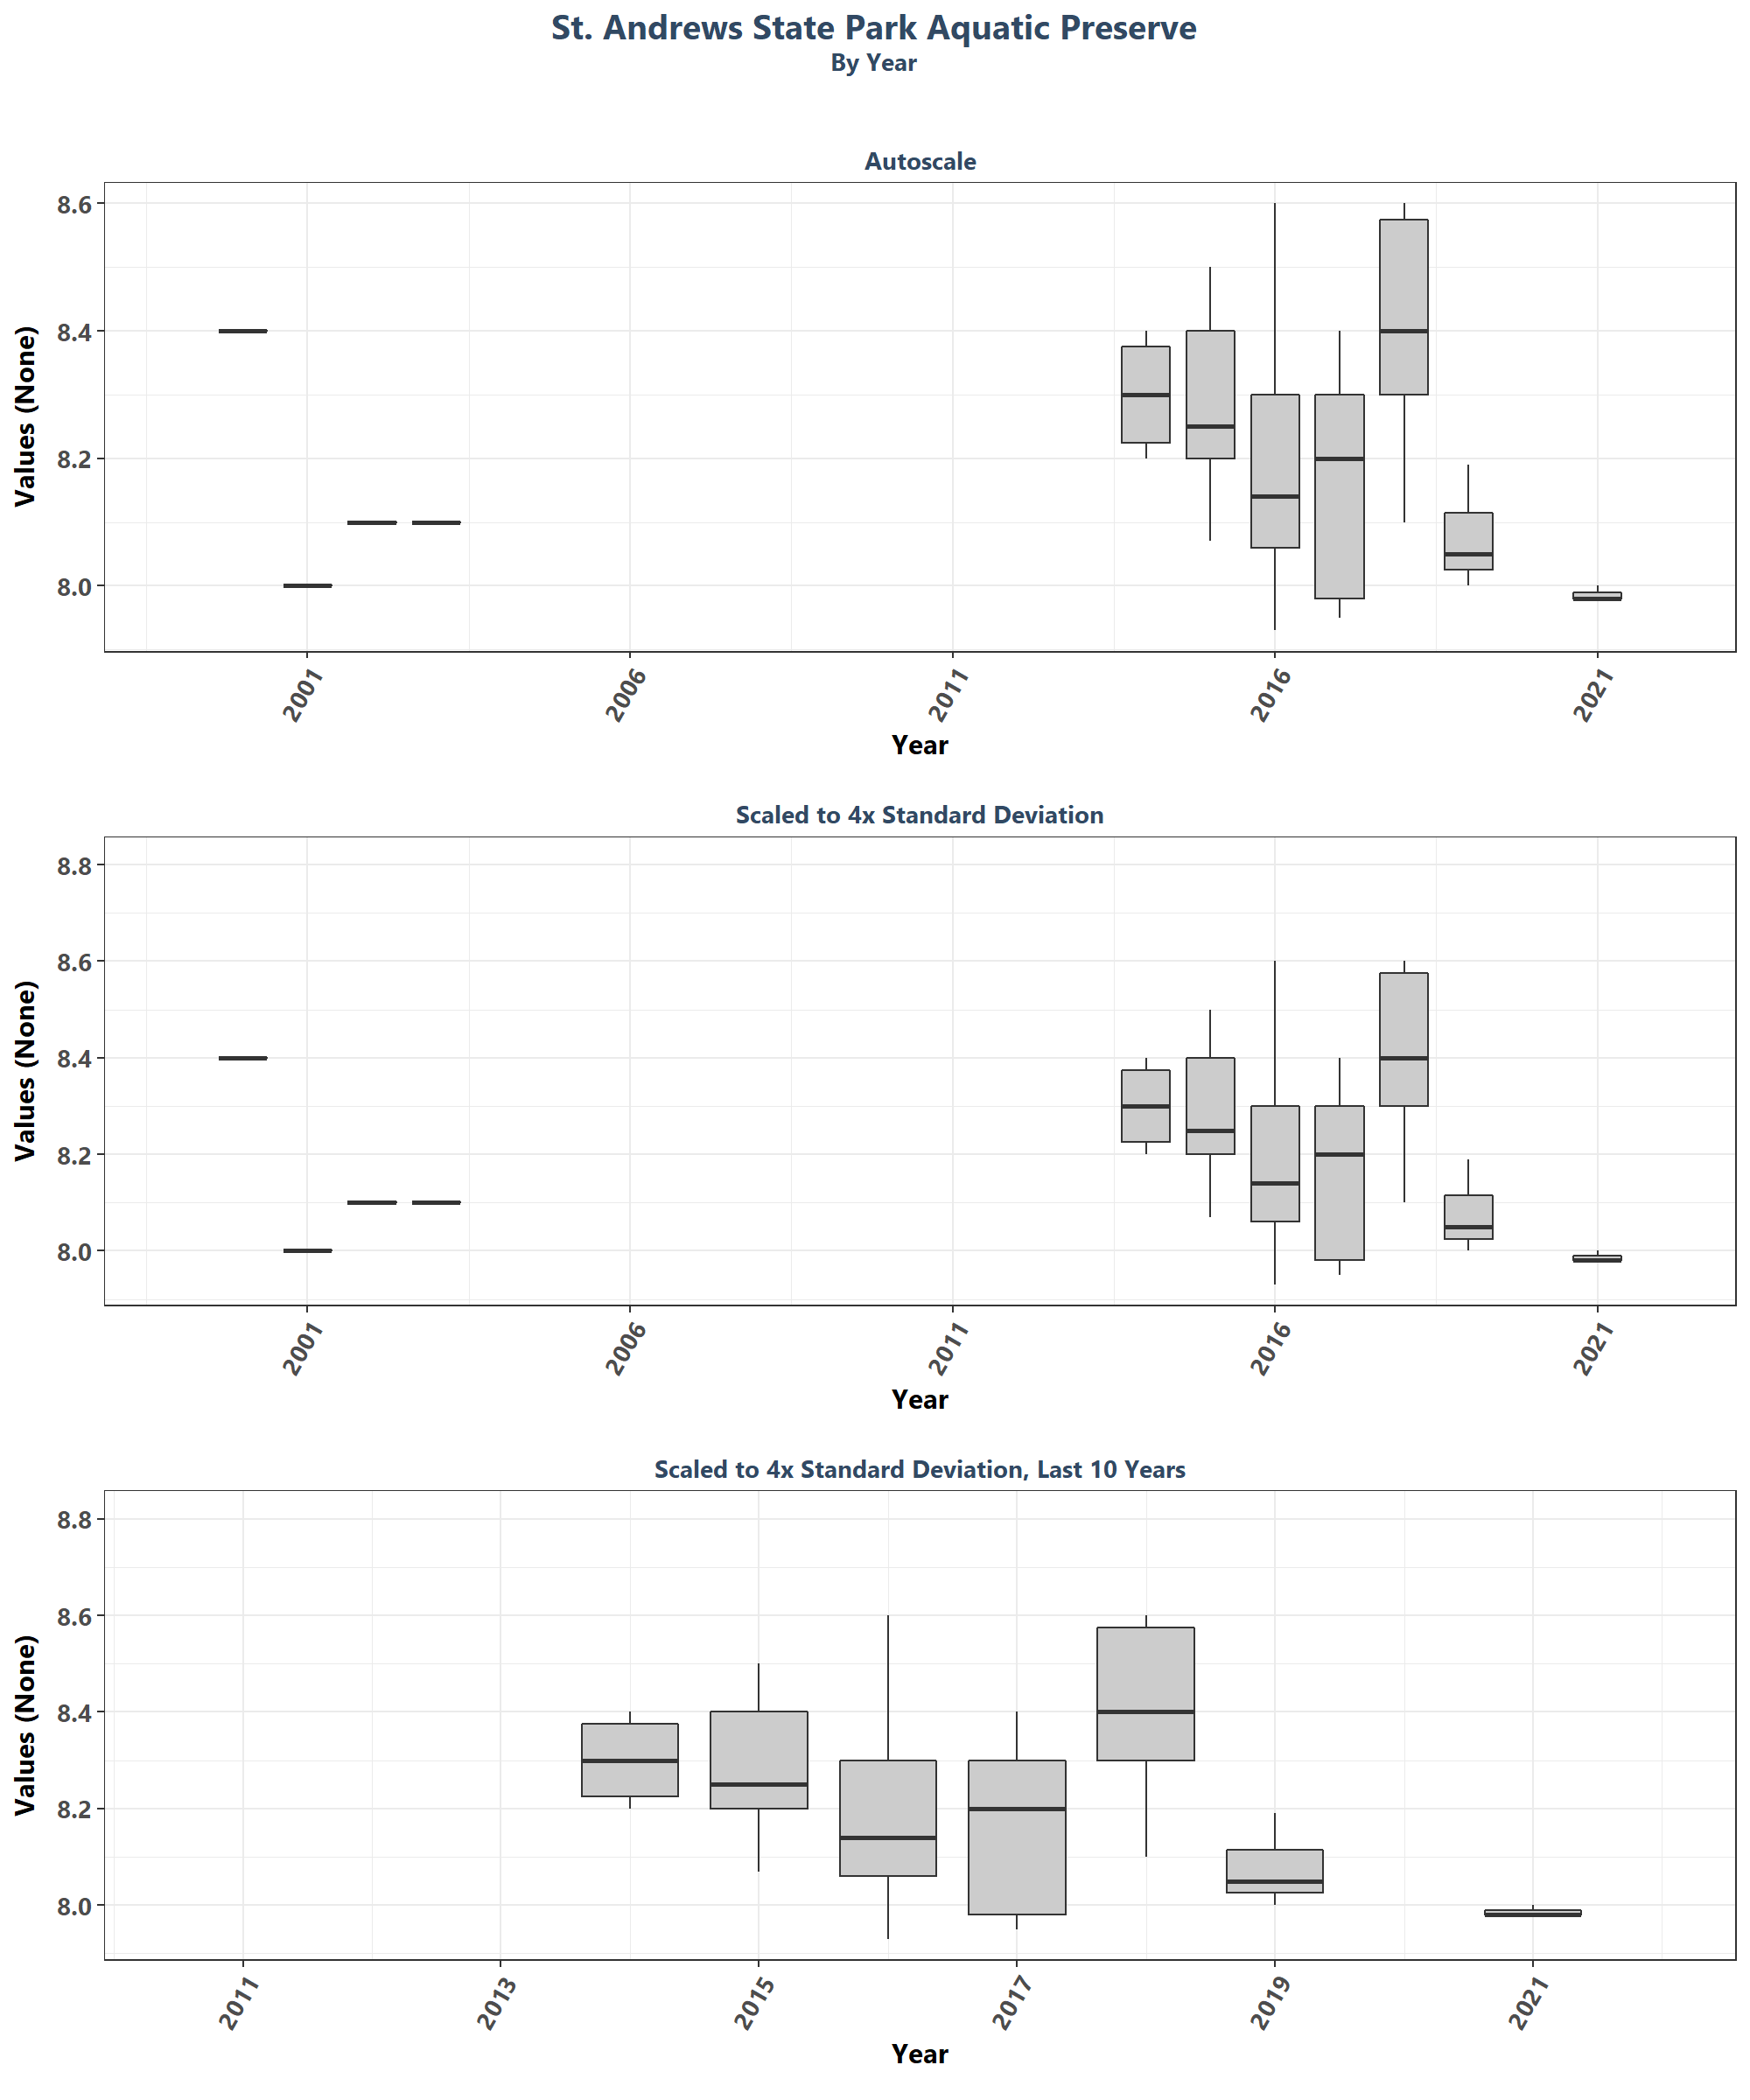 St. Andrews State Park Aquatic Preserve
By Year
Autoscale
Values (None)
8.6
8.4
8.2
8.0
2001
2006
2011
2016
2021
Year
Scaled to 4x Standard Deviation
Values (None)
8.8
8.6
8.4
8.2
8.0
2001
2006
2011
2016
2021
Year
Scaled to 4x Standard Deviation, Last 10 Years
Values (None)
8.8
8.6
8.4
8.2
8.0
2011
2013
2015
2017
2019
2021
Year